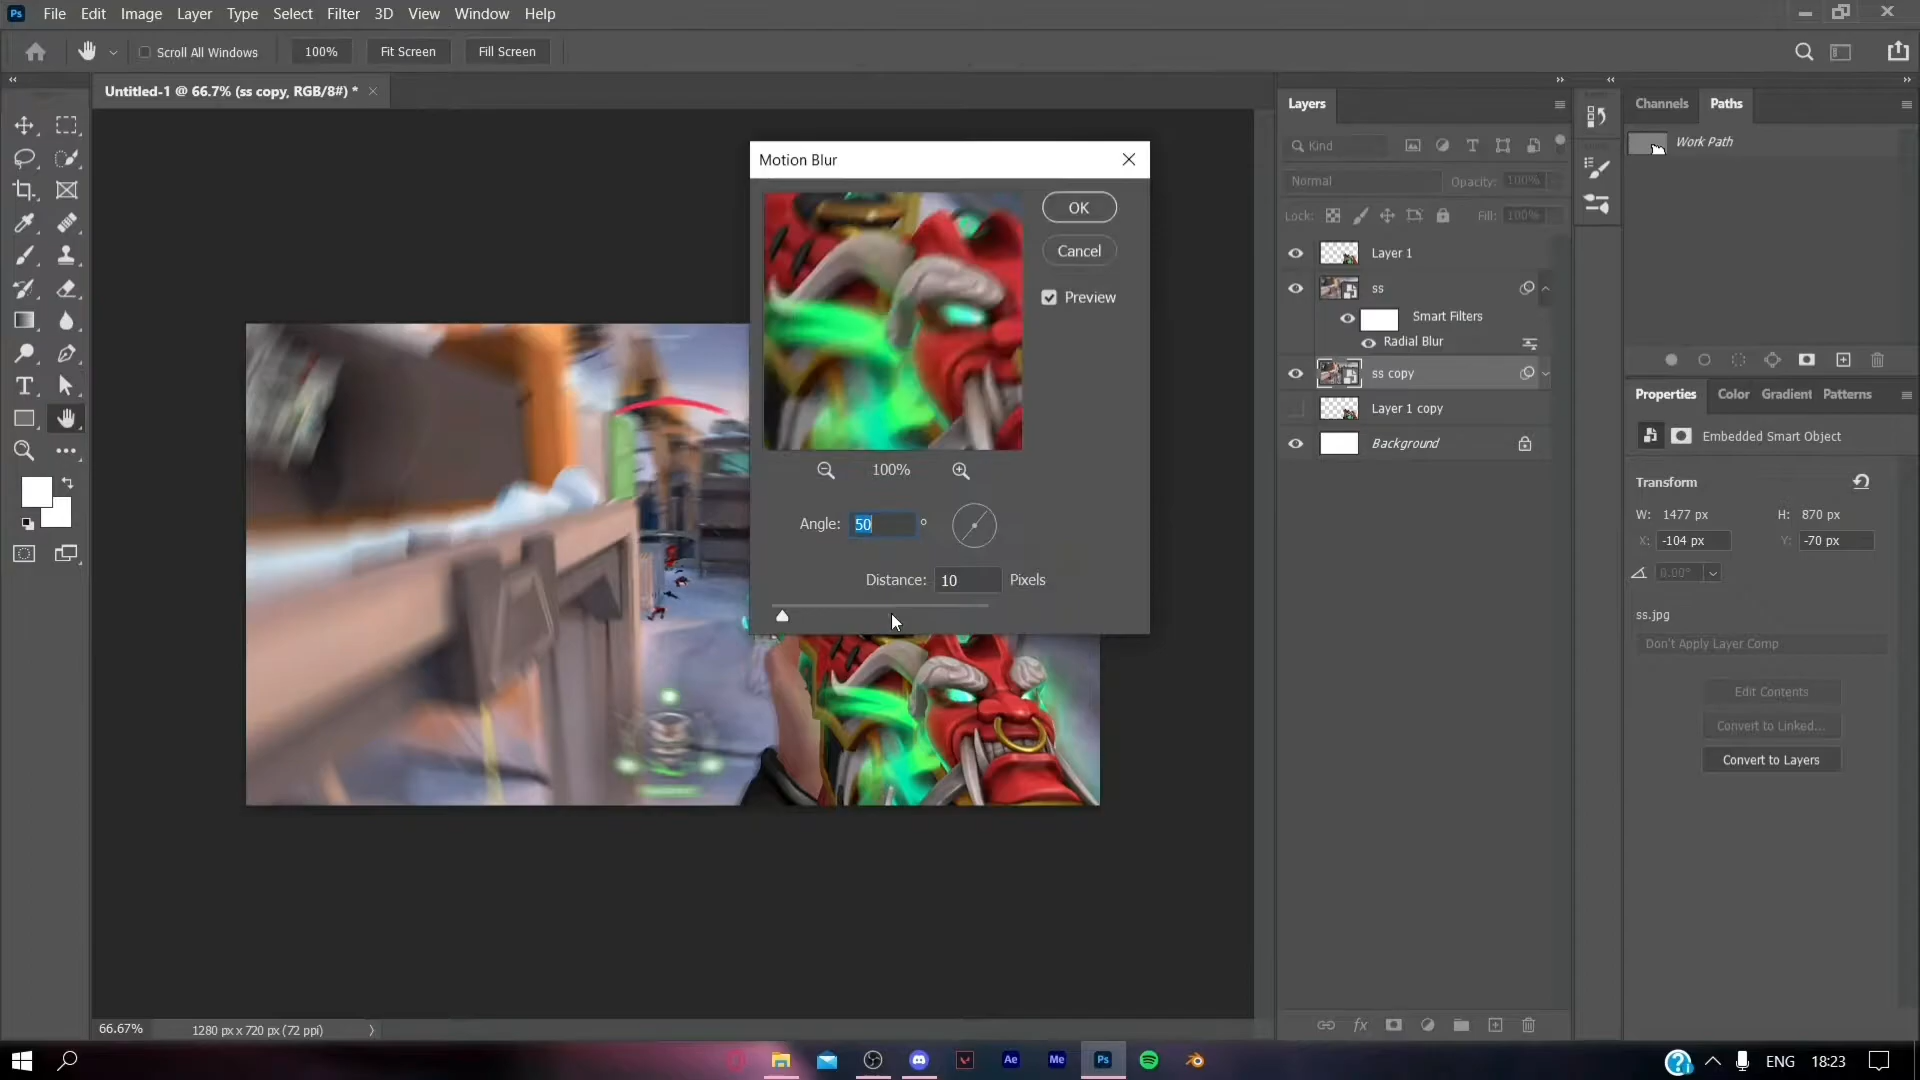 Ps File Edit Image Layer Type Select Filter 3D View Window Help
Scroll All Windows 100% Fit Screen Fill Screen
Untitled-1 @ 66.7% (ss copy, RGB/8#) *
Layers
Channels Paths
Kind
Work Path
Normal Opacity: 100%
Lock: Fill: 100%
Layer 1
ss
Smart Filters
Radial Blur
ss copy
Layer 1 copy
Background
Motion Blur
OK
Cancel
Preview
100%
Angle: 50 °
Distance: 10 Pixels
Properties Color Gradient Patterns
Embedded Smart Object
Transform
W: 1477 px H: 870 px
X: -104 px Y: -70 px
0.00°
ss.jpg
Don't Apply Layer Comp
Edit Contents
Convert to Linked...
Convert to Layers
66.67% 1280 px x 720 px (72 ppi)
Ae Me Ps
ENG 18:23